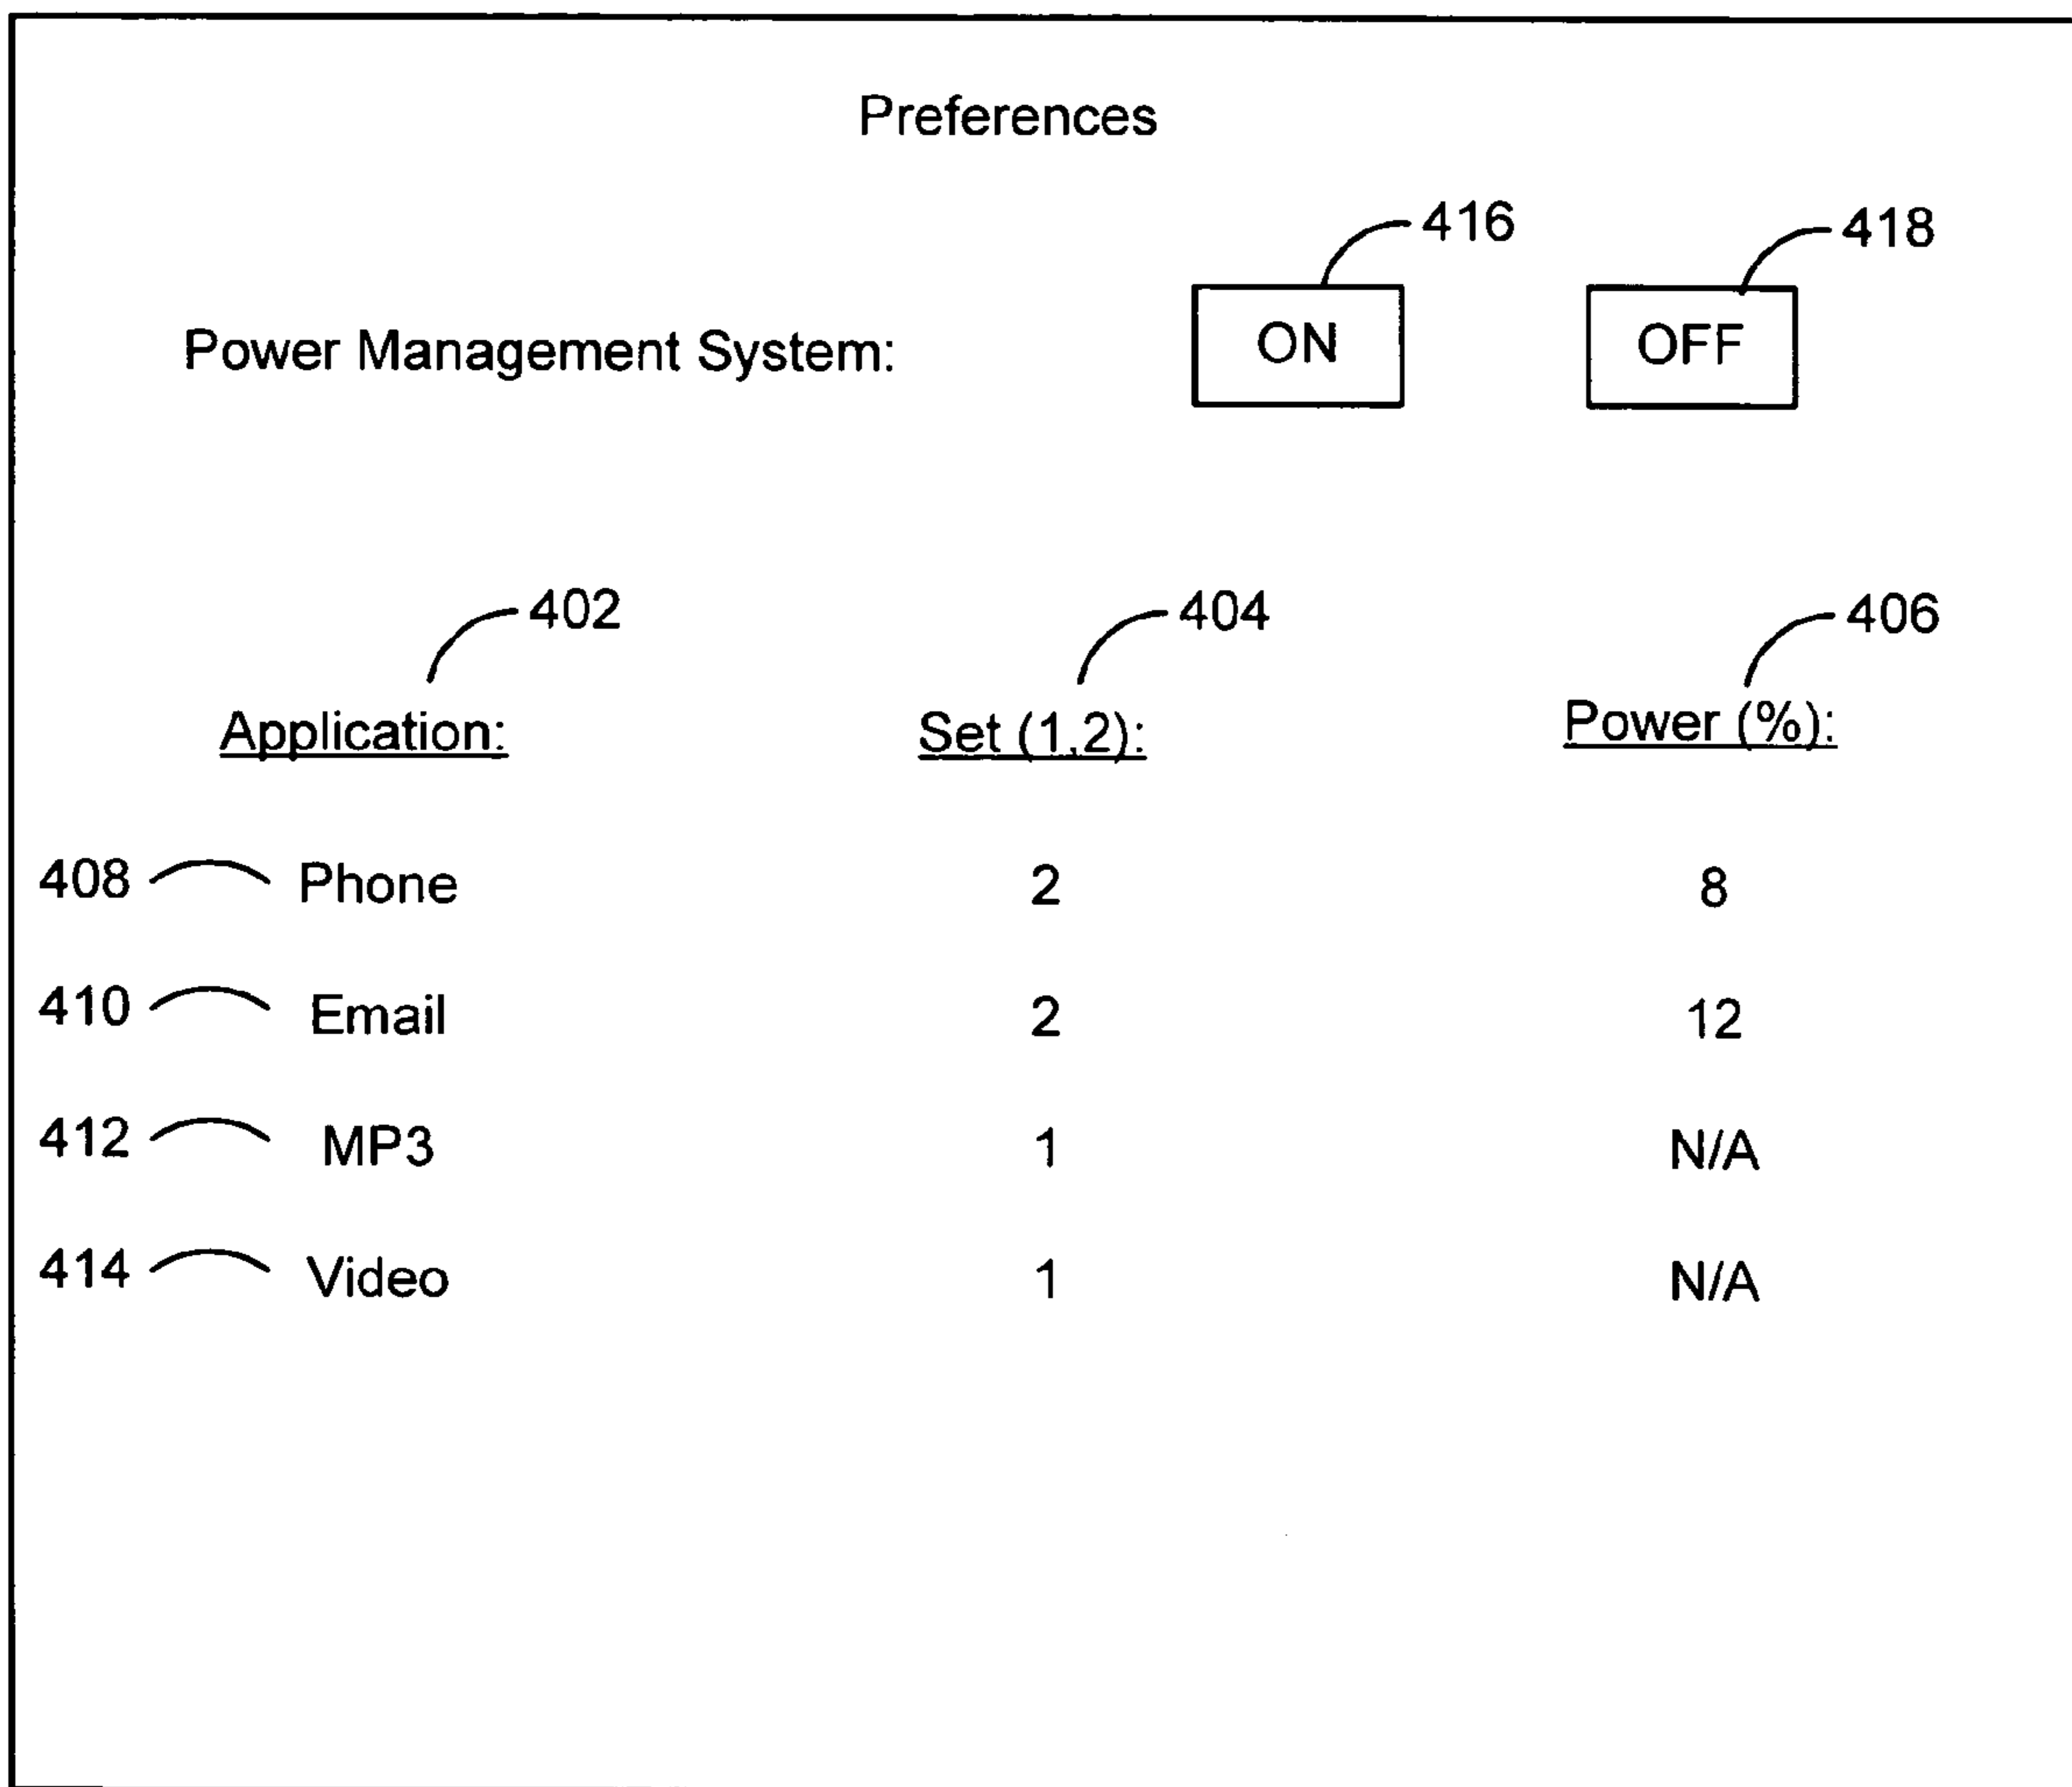 Preferences
416 418
Power Management System: ON OFF
402 404 406
Application: Set (1,2): Power (%):
408 Phone 2 8
410 Email 2 12
412 MP3 1 N/A
414 Video 1 N/A